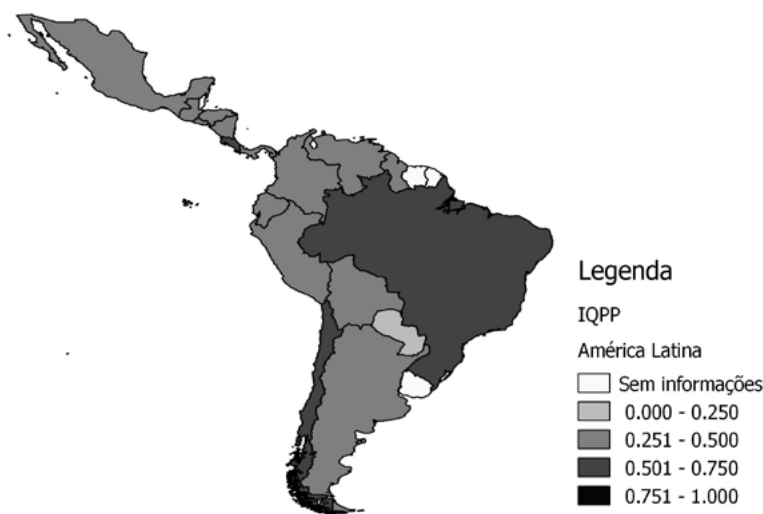 Legenda
IQPP
América Latina
Sem informações
0.000 - 0.250
0.251 - 0.500
0.501 - 0.750
0.751 - 1.000